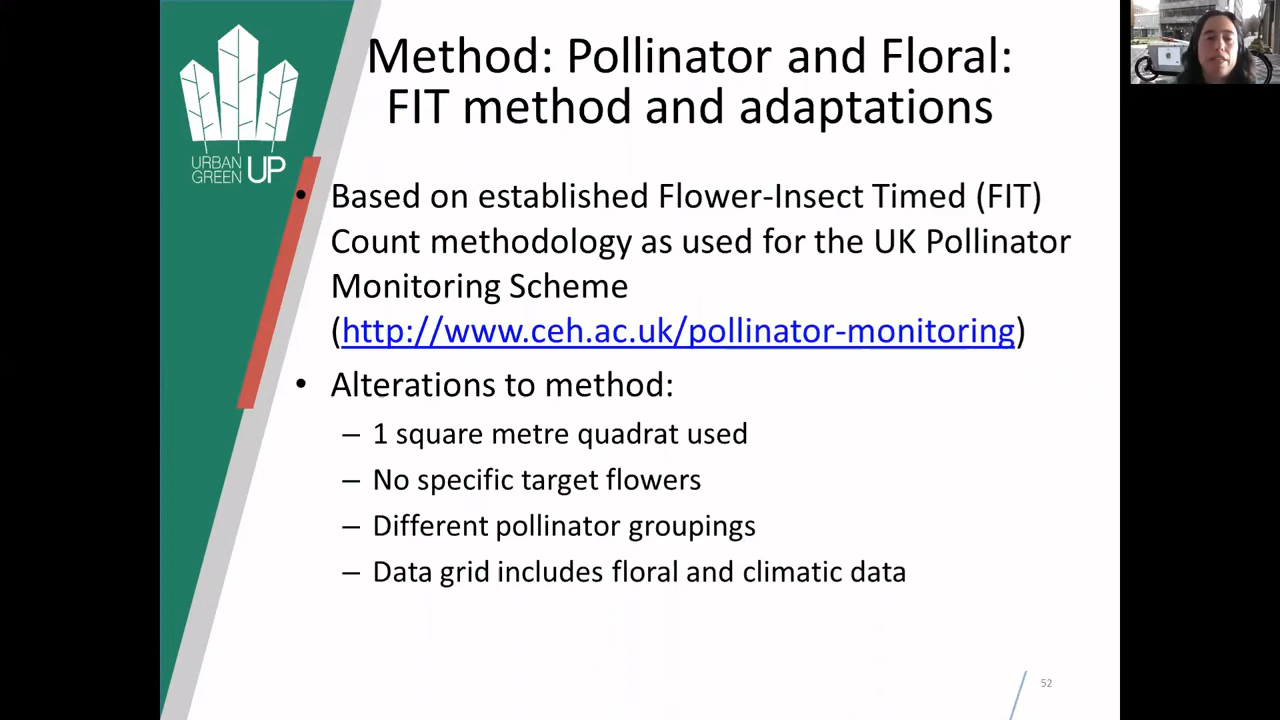 Method: Pollinator and Floral:
FIT method and adaptations
URBAN
GREEN UP
• Based on established Flower-Insect Timed (FIT)
Count methodology as used for the UK Pollinator
Monitoring Scheme
(http://www.ceh.ac.uk/pollinator-monitoring)
• Alterations to method:
– 1 square metre quadrat used
– No specific target flowers
– Different pollinator groupings
– Data grid includes floral and climatic data
52